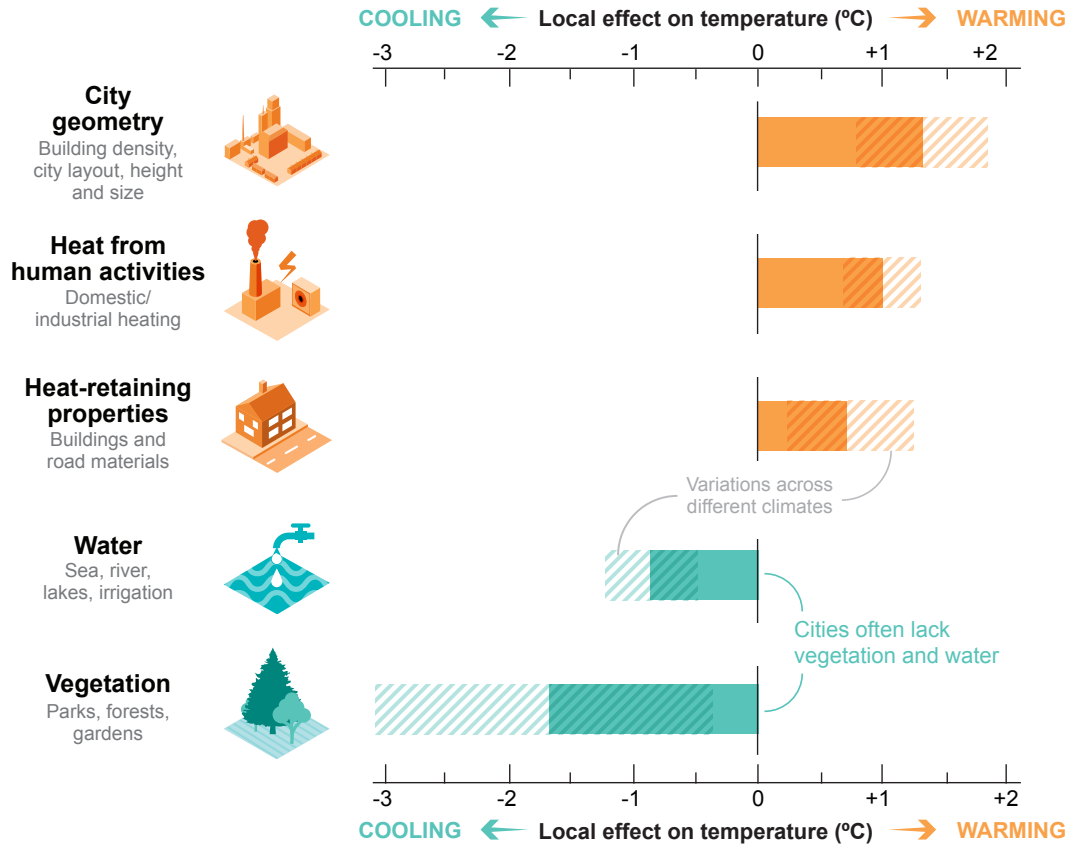 COOLING Local effect on temperature (ºC) WARMING
-3 -2 -1 0 +1 +2
City
geometry
Building density,
city layout, height
and size
Heat from
human activities
Domestic/
industrial heating
Heat-retaining
properties
Buildings and
road materials
Variations across
different climates
Water
Sea, river,
lakes, irrigation
Cities often lack
vegetation and water
Vegetation
Parks, forests,
gardens
-3 -2 -1 0 +1 +2
COOLING Local effect on temperature (ºC) WARMING